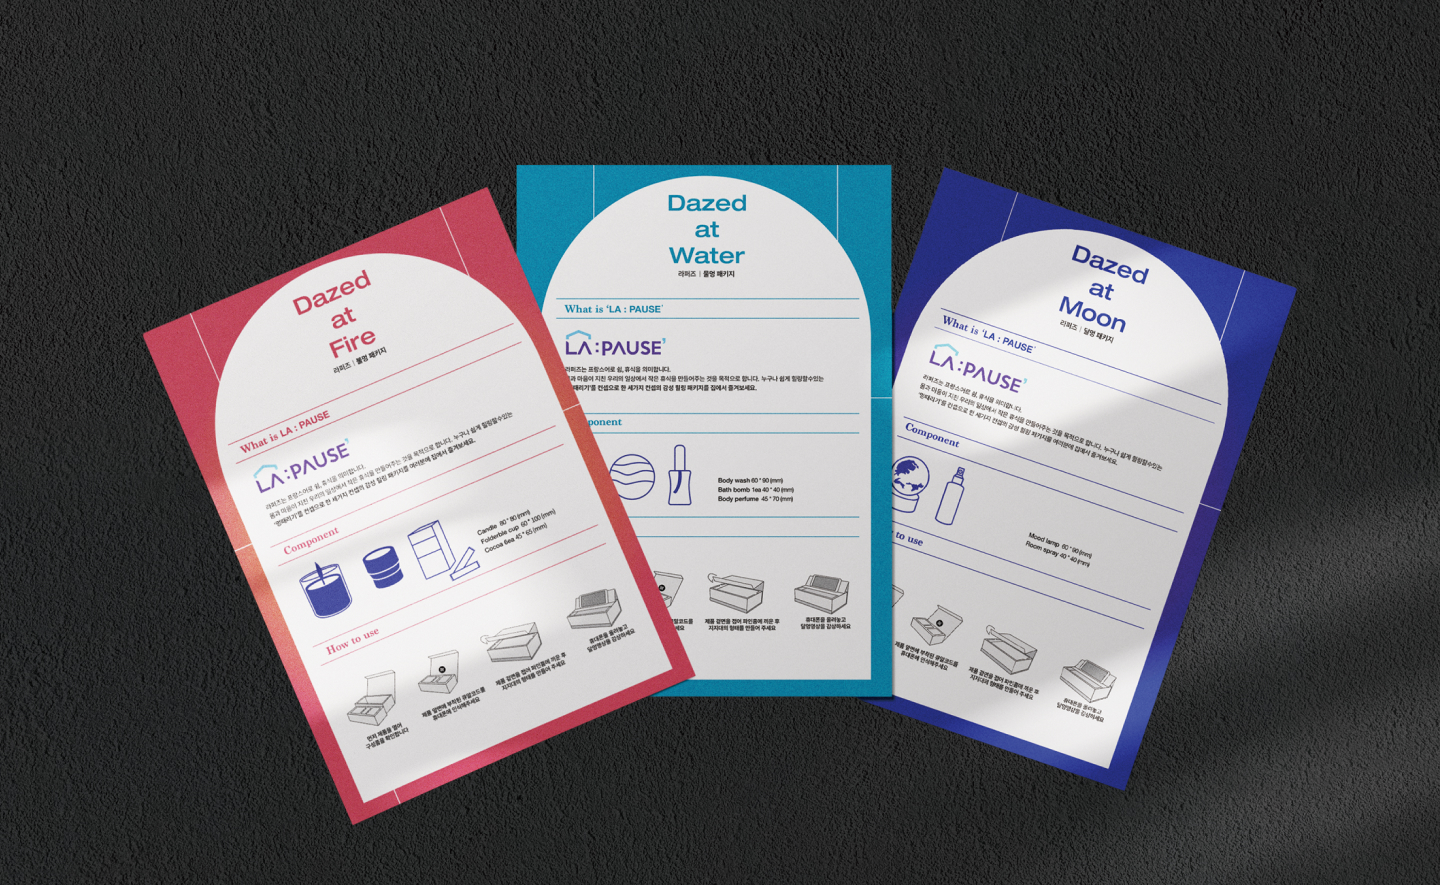 Dazed
at
Fire
라퍼즈 | 불멍 패키지
What is LA : PAUSE
LA:PAUSE'
라퍼즈는 프랑스어로 쉼, 휴식을 의미합니다.
몸과 마음이 지친 우리의 일상에서 작은 휴식을 만들어주는 것을 목적으로 합니다. 누구나 쉽게 힐링할수있는
'멍때리기'를 컨셉으로 한 세가지 컨셉의 감성 힐링 패키지를 여러분에 집에서 즐겨보세요.
Component
Candle 80 * 80 (mm)
Folderble cup 60 * 100 (mm)
Cocoa 6ea 45 * 65 (mm)
How to use
먼저 제품을 열어
구성품을 확인합니다
제품 앞면에 부착된 큐알코드를
휴대폰에 인식해주세요
제품 겉면을 접어 파인홈에 끼운 후
지지대의 형태를 만들어 주세요
휴대폰을 올려놓고
달멍영상을 감상하세요
Dazed
at
Water
라퍼즈 | 물멍 패키지
What is 'LA : PAUSE'
LA:PAUSE'
라퍼즈는 프랑스어로 쉼, 휴식을 의미합니다.
과 마음이 지친 우리의 일상에서 작은 휴식을 만들어주는 것을 목적으로 합니다. 누구나 쉽게 힐링할수있는
때리기'를 컨셉으로 한 세가지 컨셉의 감성 힐링 패키지를 집에서 즐겨보세요.
ponent
Body wash 60 * 90 (mm)
Bath bomb 1ea 40 * 40 (mm)
Body perfume 45 * 70 (mm)
큐알코드를
세요
제품 겉면을 접어 파인홈에 끼운 후
지지대의 형태를 만들어 주세요
휴대폰을 올려놓고
달멍영상을 감상하세요
Dazed
at
Moon
라퍼즈 | 달멍 패키지
What is 'LA : PAUSE'
LA:PAUSE'
라퍼즈는 프랑스어로 쉼, 휴식을 의미합니다.
몸과 마음이 지친 우리의 일상에서 작은 휴식을 만들어주는 것을 목적으로 합니다. 누구나 쉽게 힐링할수있는
'멍때리기'를 컨셉으로 한 세가지 컨셉의 감성 힐링 패키지를 여러분에 집에서 즐겨보세요.
Component
Mood lamp 80 * 90 (mm)
Room spray 40 * 40 (mm)
to use
제품 앞면에 부착된 큐알코드를
휴대폰에 인식해주세요
제품 겉면을 접어 파인홈에 끼운 후
지지대의 형태를 만들어 주세요
휴대폰을 올려놓고
달멍영상을 감상하세요